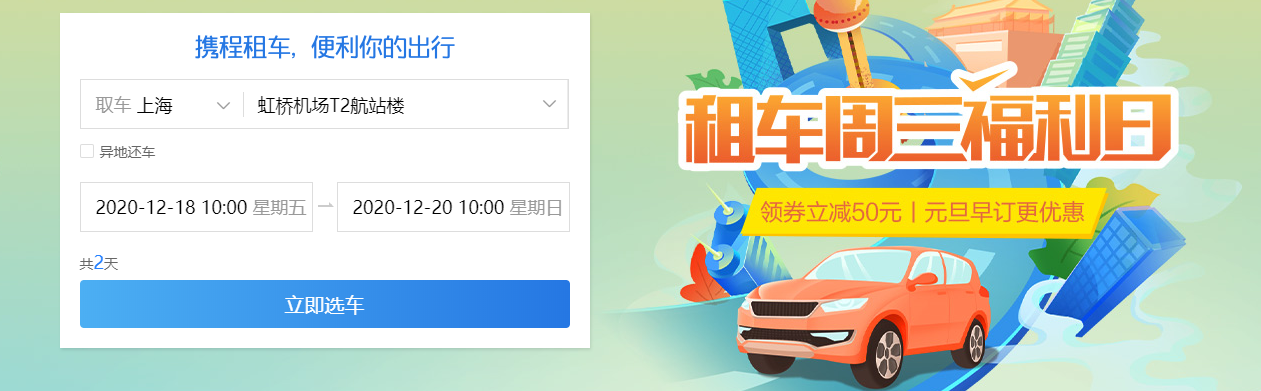 携程租车，便利你的出行
取车 上海 虹桥机场T2航站楼
异地还车
2020-12-18 10:00 星期五 2020-12-20 10:00 星期日
共2天
立即选车
租车周三福利日
领券立减50元丨元旦早订更优惠